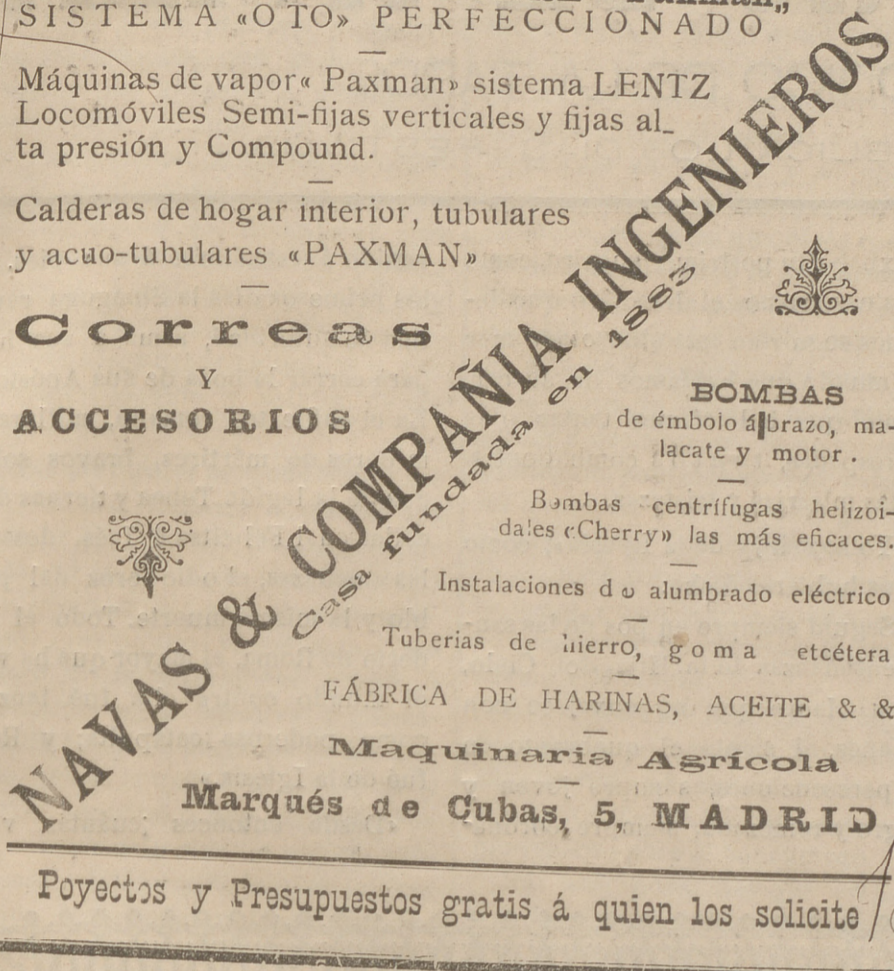 SISTEMA «OTO» PERFECCIONADO
Máquinas de vapor« Paxman» sistema LENTZ
Locomóviles Semi-fijas verticales y fijas al_
ta presión y Compound.
Calderas de hogar interior, tubulares
y acuo-tubulares «PAXMAN»
Correas
Y
ACCESORIOS
NAVAS & COMPAÑIA INGENIEROS
Casa fundada en 1883
BOMBAS
de émbolo á brazo, ma-
lacate y motor.
Bombas centrífugas helizoi-
dales «Cherry» las más eficaces.
Instalaciones de alumbrado eléctrico
Tuberias de hierro, goma etcétera
FÁBRICA DE HARINAS, ACEITE & &
Maquinaria Agrícola
Marqués de Cubas, 5, MADRID
Poyectos y Presupuestos gratis á quien los solicite